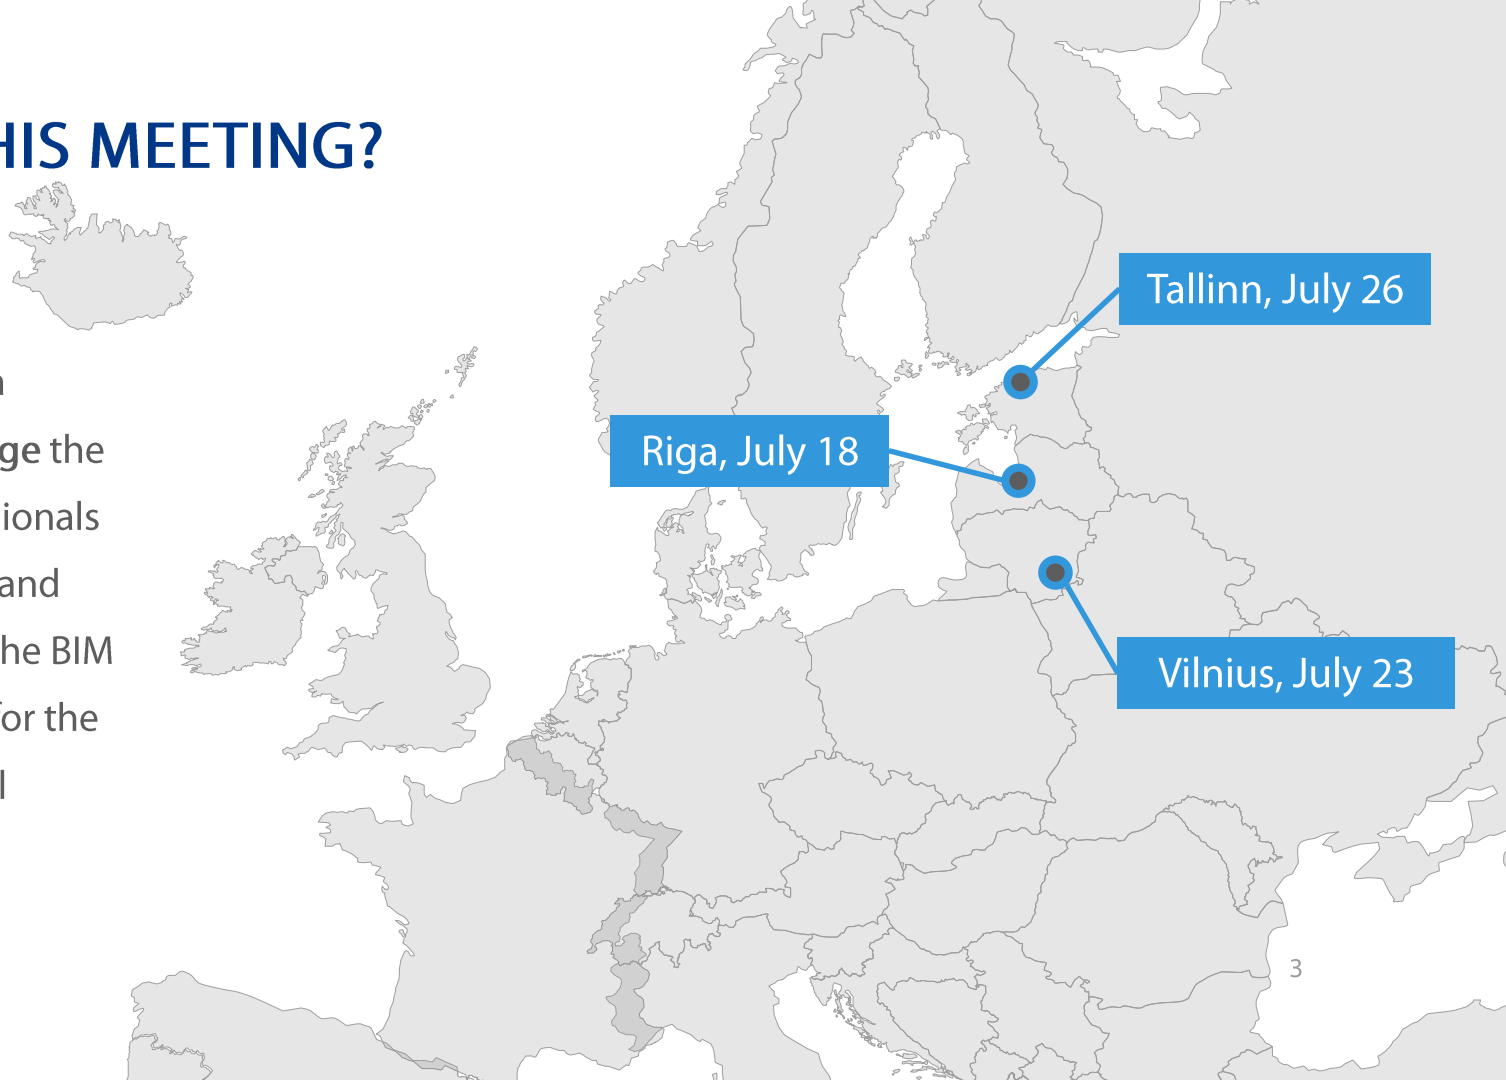 HIS MEETING?
Tallinn, July 26
ge the
Riga, July 18
ionals
and
he BIM
Vilnius, July 23
for the
3